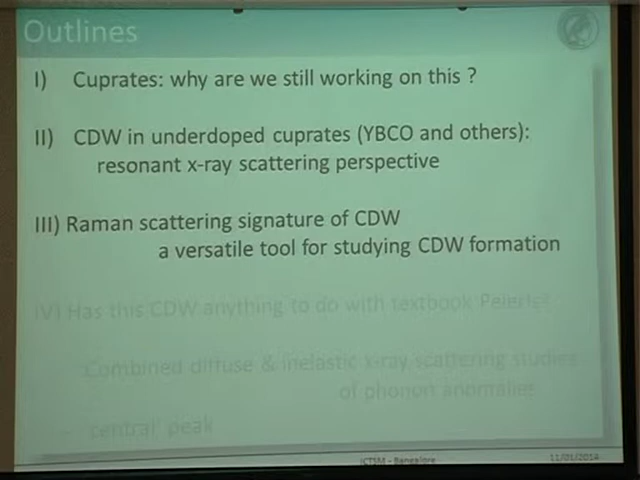 Outlines
I) Cuprates: why are we still working on this ?
II) CDW in underdoped cuprates (YBCO and others):
resonant x-ray scattering perspective
III) Raman scattering signature of CDW
a versatile tool for studying CDW formation
IV) Has this CDW anything to do with textbook Peierls?
Combined diffuse & inelastic x-ray scattering studies
of phonon anomalies
central peak
ICTSM - Bangalore
11/01/2014